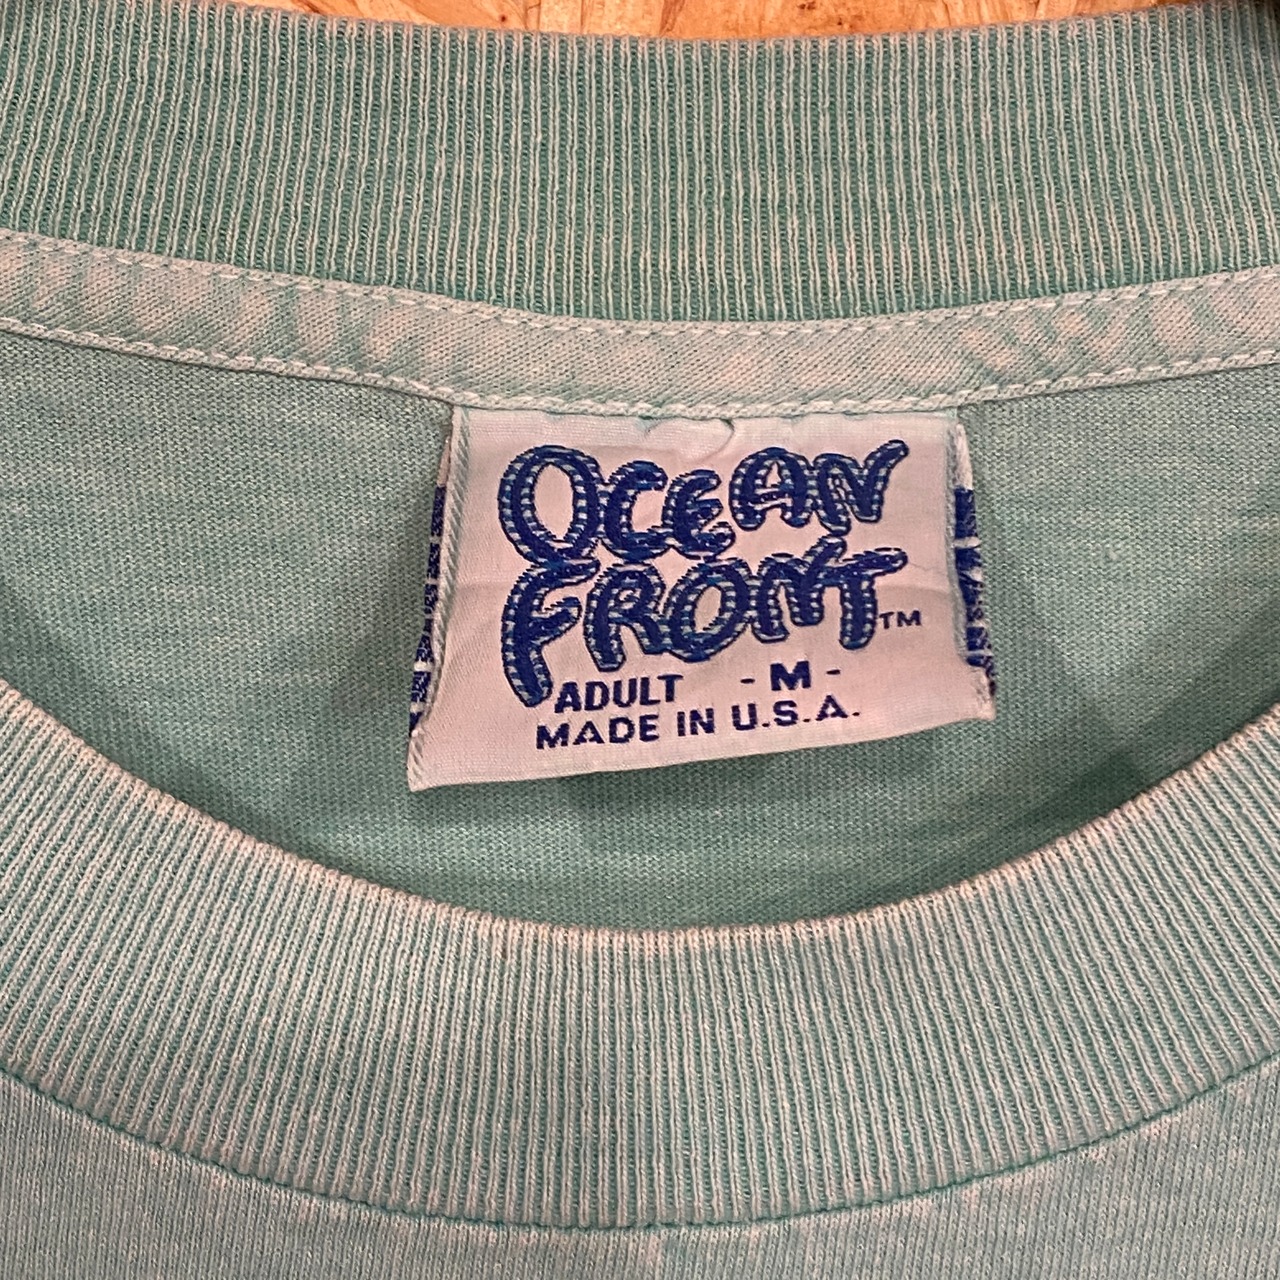 OCEAN
FRONT™
ADULT - M -
MADE IN U.S.A.